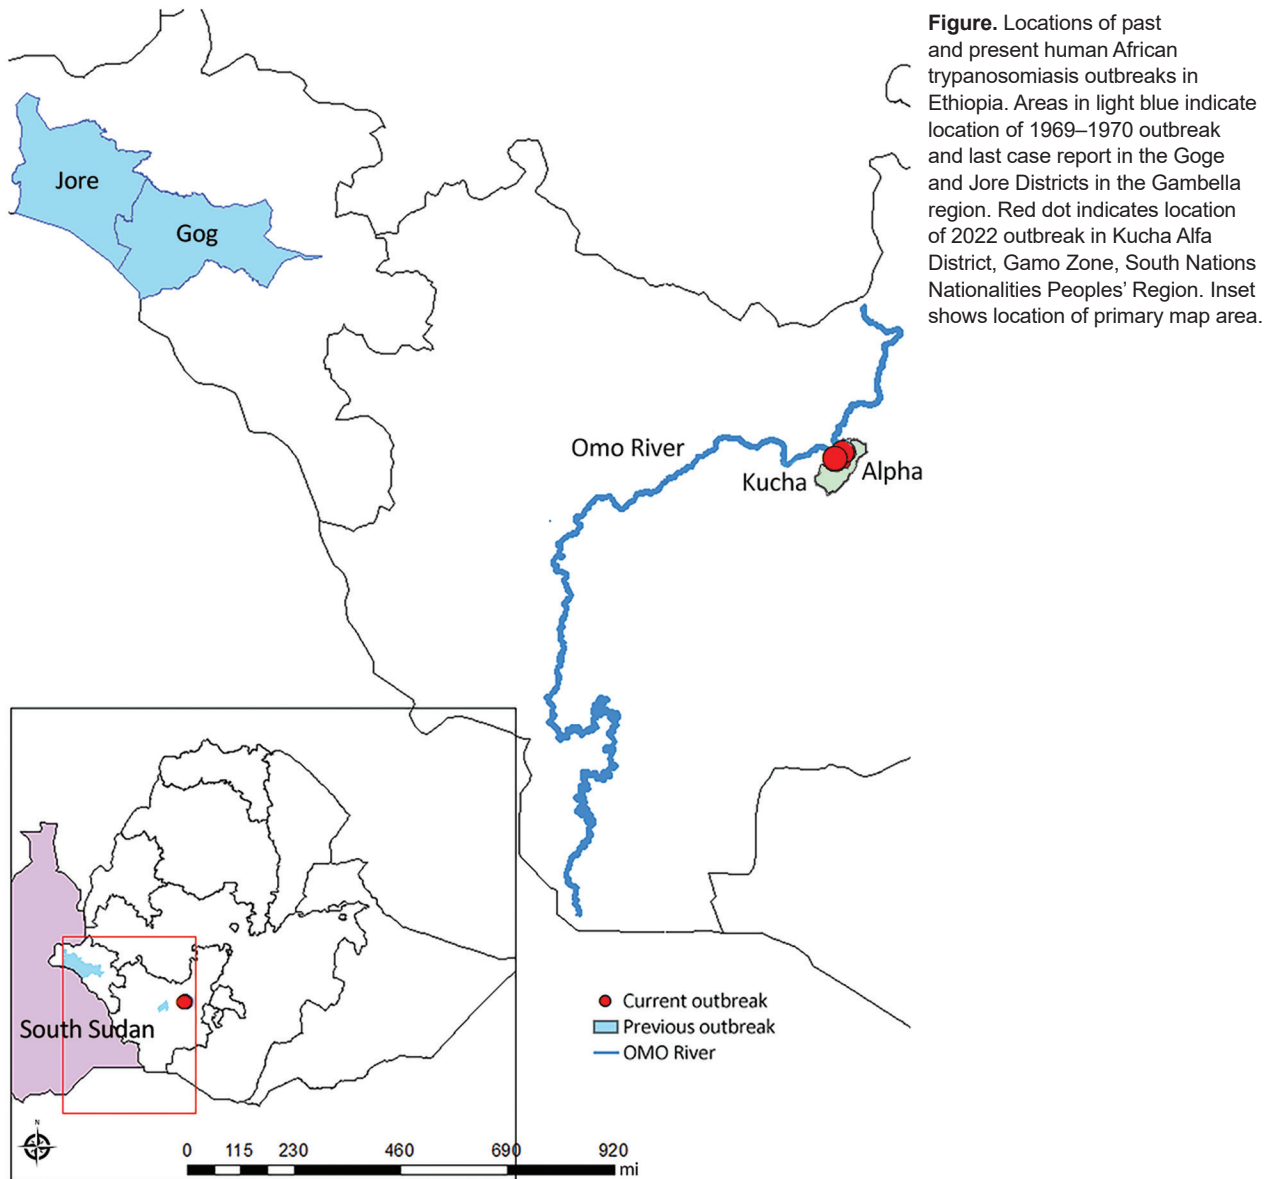 Figure. Locations of past
and present human African
trypanosomiasis outbreaks in
Ethiopia. Areas in light blue indicate
location of 1969–1970 outbreak
and last case report in the Goge
and Jore Districts in the Gambella
region. Red dot indicates location
of 2022 outbreak in Kucha Alfa
District, Gamo Zone, South Nations
Nationalities Peoples’ Region. Inset
shows location of primary map area.
Jore
Gog
Omo River
Kucha
Alpha
South Sudan
Current outbreak
Previous outbreak
OMO River
N
0 115 230 460 690 920
mi